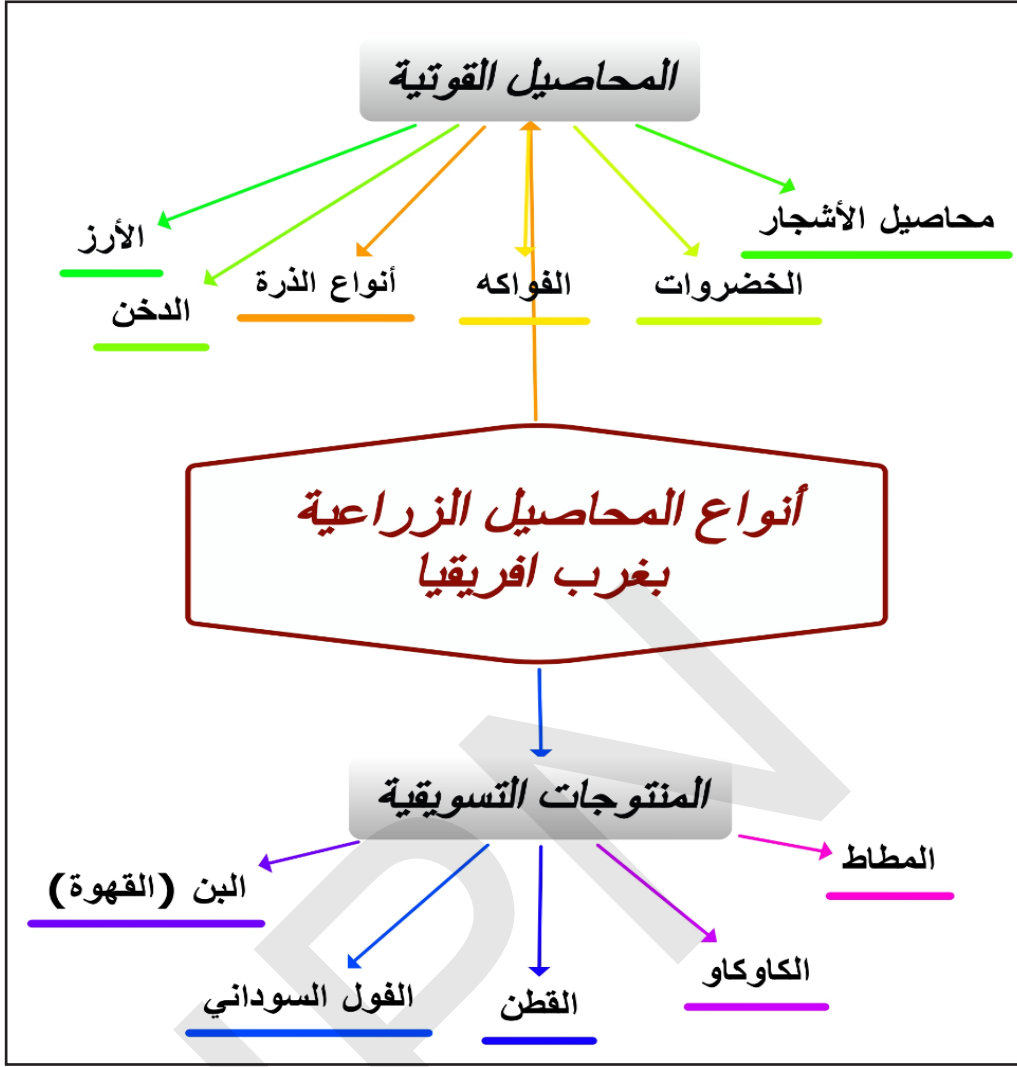 المحاصيل القوتية
محاصيل الأشجار
الخضروات
الفواكه
أنواع الذرة
الدخن
الأرز
أنواع المحاصيل الزراعية
بغرب افريقيا
المنتوجات التسويقية
المطاط
الكاوكاو
القطن
الفول السوداني
البن (القهوة)